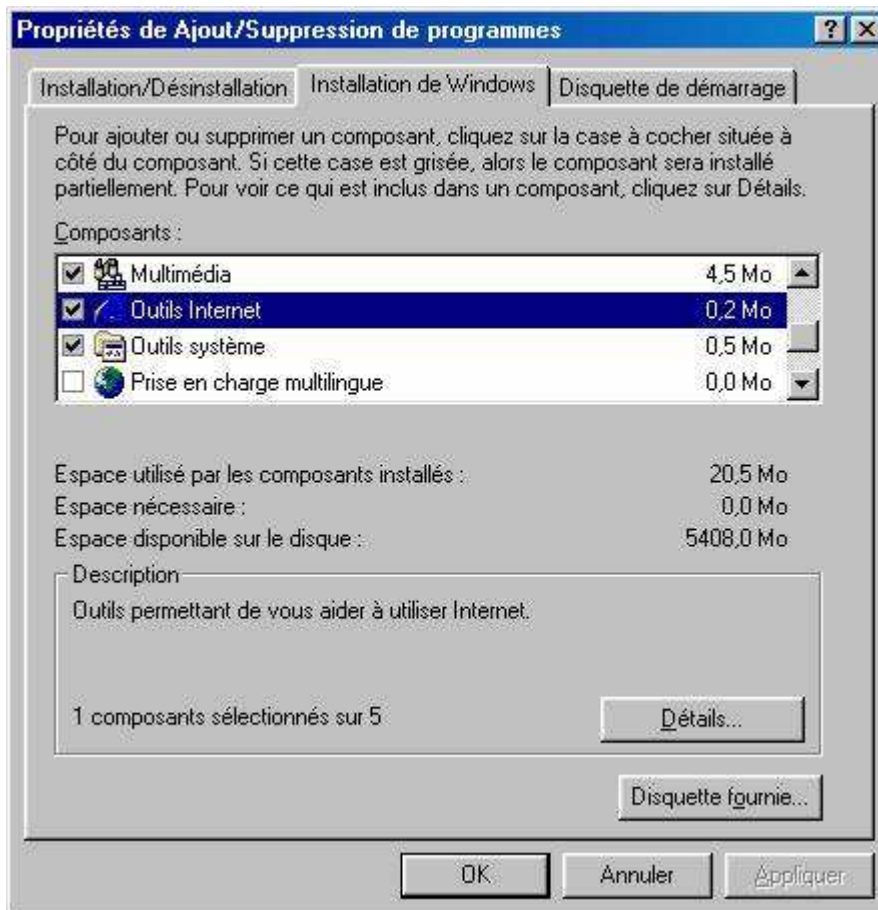 Propriétés de Ajout/Suppression de programmes
Installation/Désinstallation Installation de Windows Disquette de démarrage
Pour ajouter ou supprimer un composant, cliquez sur la case à cocher située à
côté du composant. Si cette case est grisée, alors le composant sera installé
partiellement. Pour voir ce qui est inclus dans un composant, cliquez sur Détails.
Composants :
Multimédia 4,5 Mo
Outils Internet 0,2 Mo
Outils système 0,5 Mo
Prise en charge multilingue 0,0 Mo
Espace utilisé par les composants installés : 20,5 Mo
Espace nécessaire : 0,0 Mo
Espace disponible sur le disque : 5408,0 Mo
Description
Outils permettant de vous aider à utiliser Internet.
1 composants sélectionnés sur 5 Détails...
Disquette fournie...
OK Annuler Appliquer